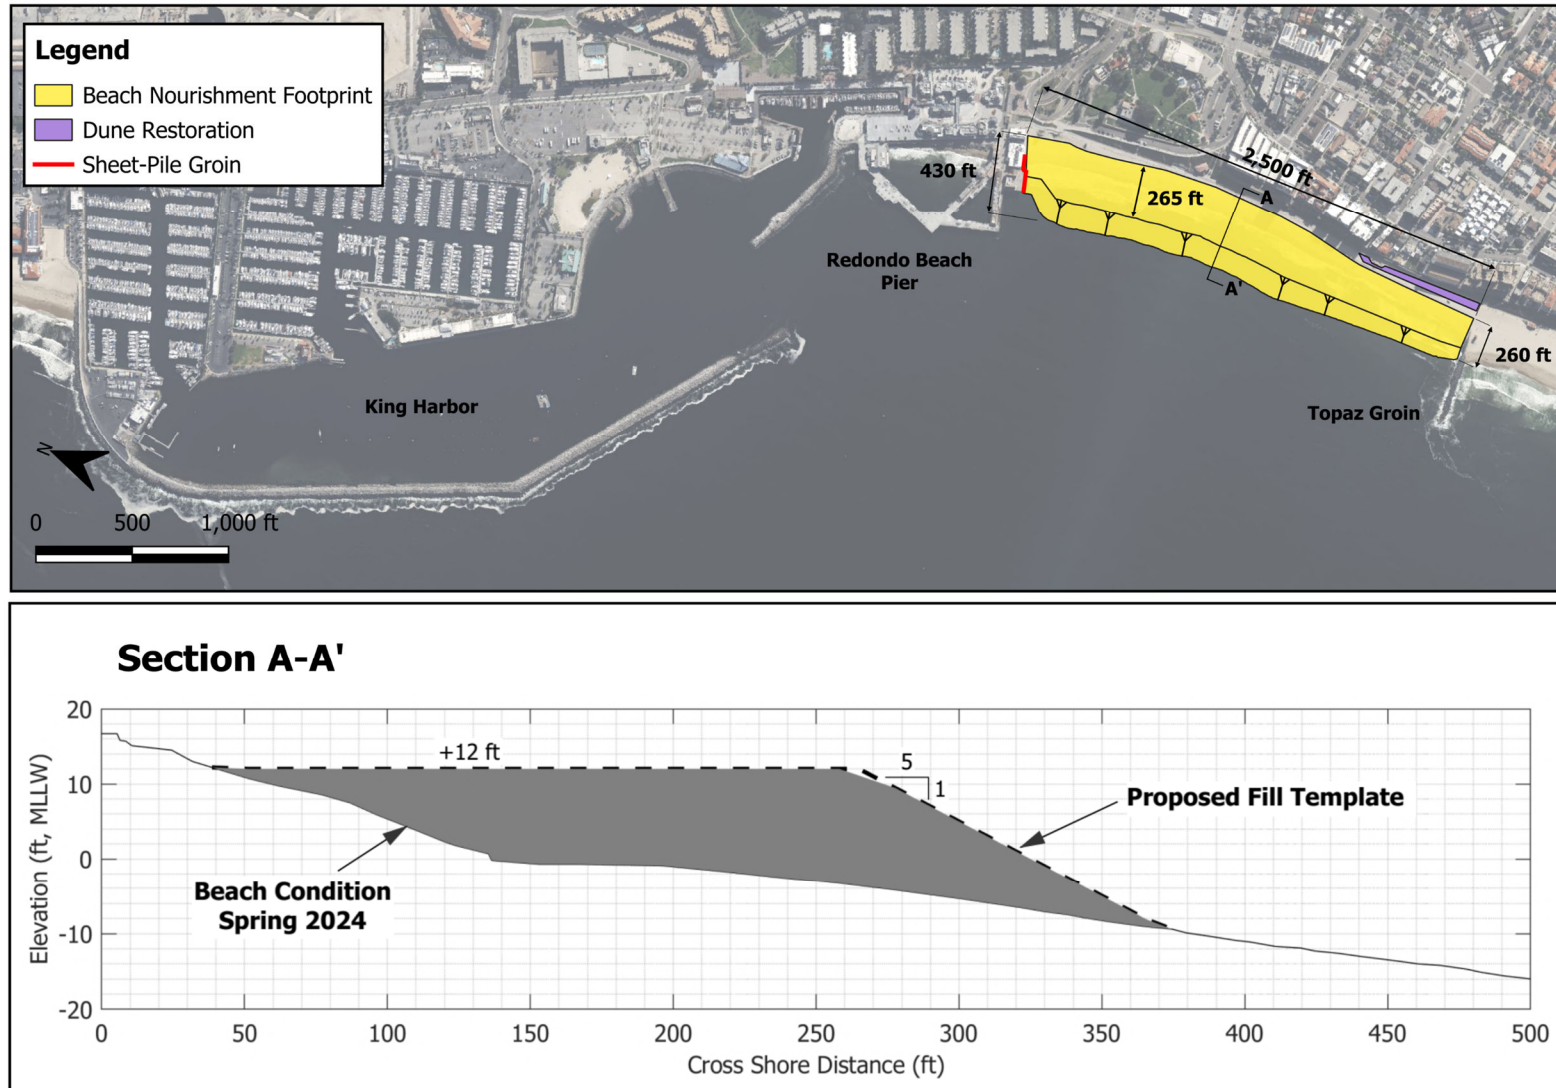 Legend
Beach Nourishment Footprint
Dune Restoration
Sheet-Pile Groin
430 ft
265 ft
2,500 ft
A
A'
260 ft
Redondo Beach
Pier
King Harbor
Topaz Groin
N
0 500 1,000 ft
Section A-A'
20
10
0
-10
-20
Elevation (ft, MLLW)
+12 ft
5
1
Proposed Fill Template
Beach Condition
Spring 2024
0 50 100 150 200 250 300 350 400 450 500
Cross Shore Distance (ft)